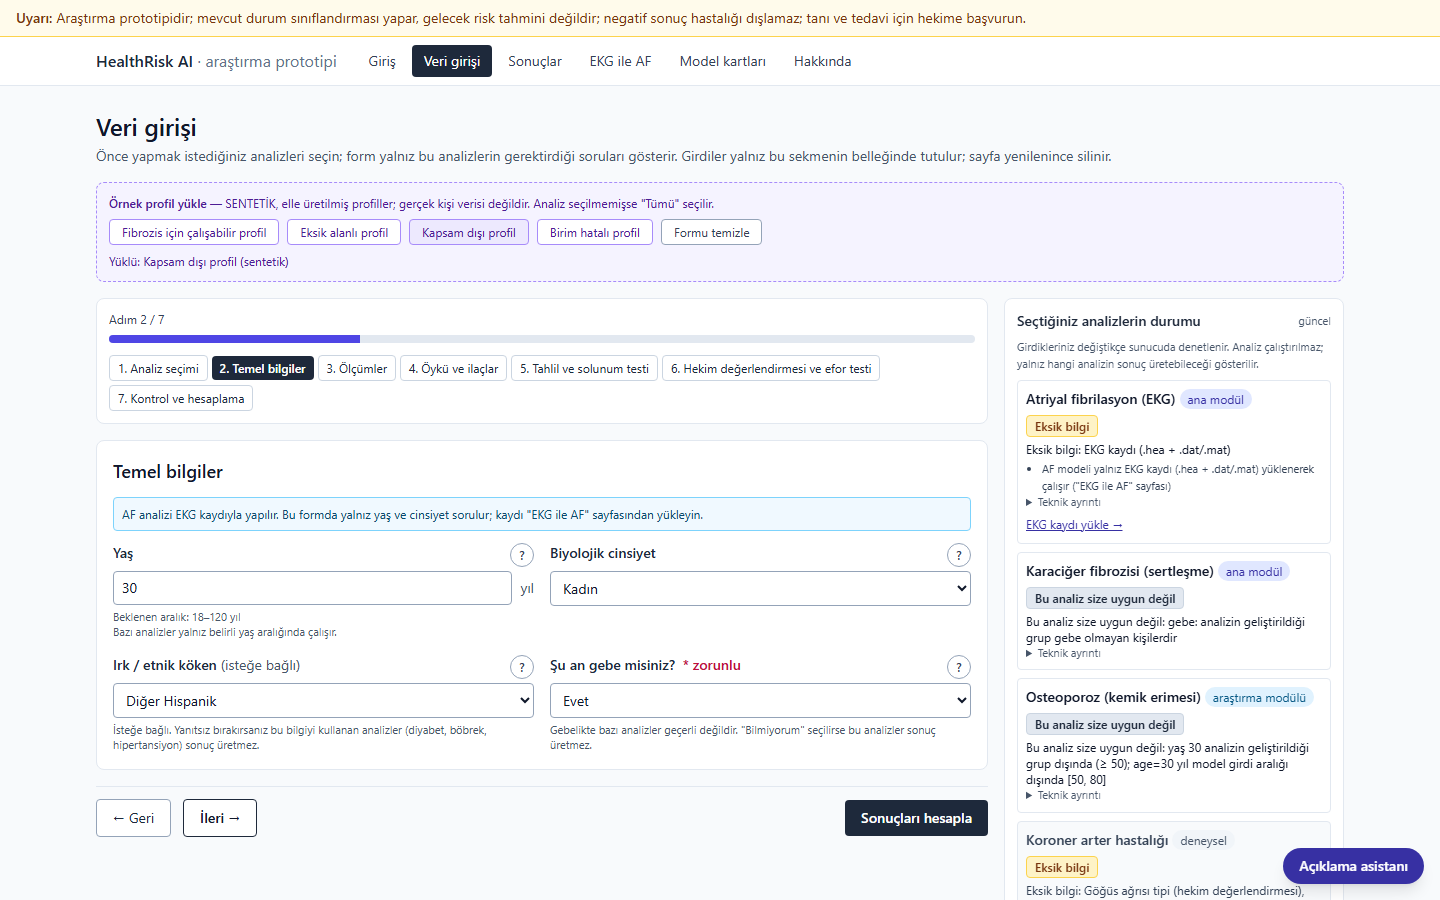 Uyarı: Araştırma prototipidir; mevcut durum sınıflandırması yapar, gelecek risk tahmini değildir; negatif sonuç hastalığı dışlamaz; tanı ve tedavi için hekime başvurun.
HealthRisk AI · araştırma prototipi
Giriş
Veri girişi
Sonuçlar
EKG ile AF
Model kartları
Hakkında
Veri girişi
Önce yapmak istediğiniz analizleri seçin; form yalnız bu analizlerin gerektirdiği soruları gösterir. Girdiler yalnız bu sekmenin belleğinde tutulur; sayfa yenilenince silinir.
Örnek profil yükle — SENTETİK, elle üretilmiş profiller; gerçek kişi verisi değildir. Analiz seçilmemişse "Tümü" seçilir.
Fibrozis için çalışabilir profil
Eksik alanlı profil
Kapsam dışı profil
Birim hatalı profil
Formu temizle
Yüklü: Kapsam dışı profil (sentetik)
Adım 2 / 7
1. Analiz seçimi
2. Temel bilgiler
3. Ölçümler
4. Öykü ve ilaçlar
5. Tahlil ve solunum testi
6. Hekim değerlendirmesi ve efor testi
7. Kontrol ve hesaplama
Temel bilgiler
AF analizi EKG kaydıyla yapılır. Bu formda yalnız yaş ve cinsiyet sorulur; kaydı "EKG ile AF" sayfasından yükleyin.
Yaş
?
30
yıl
Beklenen aralık: 18–120 yıl
Bazı analizler yalnız belirli yaş aralığında çalışır.
Biyolojik cinsiyet
?
Kadın
Irk / etnik köken (isteğe bağlı)
?
Diğer Hispanik
İsteğe bağlı. Yanıtsız bırakırsanız bu bilgiyi kullanan analizler (diyabet, böbrek,
hipertansiyon) sonuç üretmez.
Şu an gebe misiniz? * zorunlu
?
Evet
Gebelikte bazı analizler geçerli değildir. "Bilmiyorum" seçilirse bu analizler sonuç
üretmez.
← Geri
İleri →
Sonuçları hesapla
Seçtiğiniz analizlerin durumu
güncel
Girdikleriniz değiştikçe sunucuda denetlenir. Analiz çalıştırılmaz;
yalnız hangi analizin sonuç üretebileceği gösterilir.
Atriyal fibrilasyon (EKG)
ana modül
Eksik bilgi
Eksik bilgi: EKG kaydı (.hea + .dat/.mat)
• AF modeli yalnız EKG kaydı (.hea + .dat/.mat) yüklenerek
çalışır ("EKG ile AF" sayfası)
▶ Teknik ayrıntı
EKG kaydı yükle →
Karaciğer fibrozisi (sertleşme)
ana modül
Bu analiz size uygun değil
Bu analiz size uygun değil: gebe: analizin geliştirildiği
grup gebe olmayan kişilerdir
▶ Teknik ayrıntı
Osteoporoz (kemik erimesi)
araştırma modülü
Bu analiz size uygun değil
Bu analiz size uygun değil: yaş 30 analizin geliştirildiği
grup dışında (≥ 50); age=30 yıl model girdi aralığı
dışında [50, 80]
▶ Teknik ayrıntı
Koroner arter hastalığı
deneysel
Eksik bilgi
Eksik bilgi: Göğüs ağrısı tipi (hekim değerlendirmesi),
Açıklama asistanı